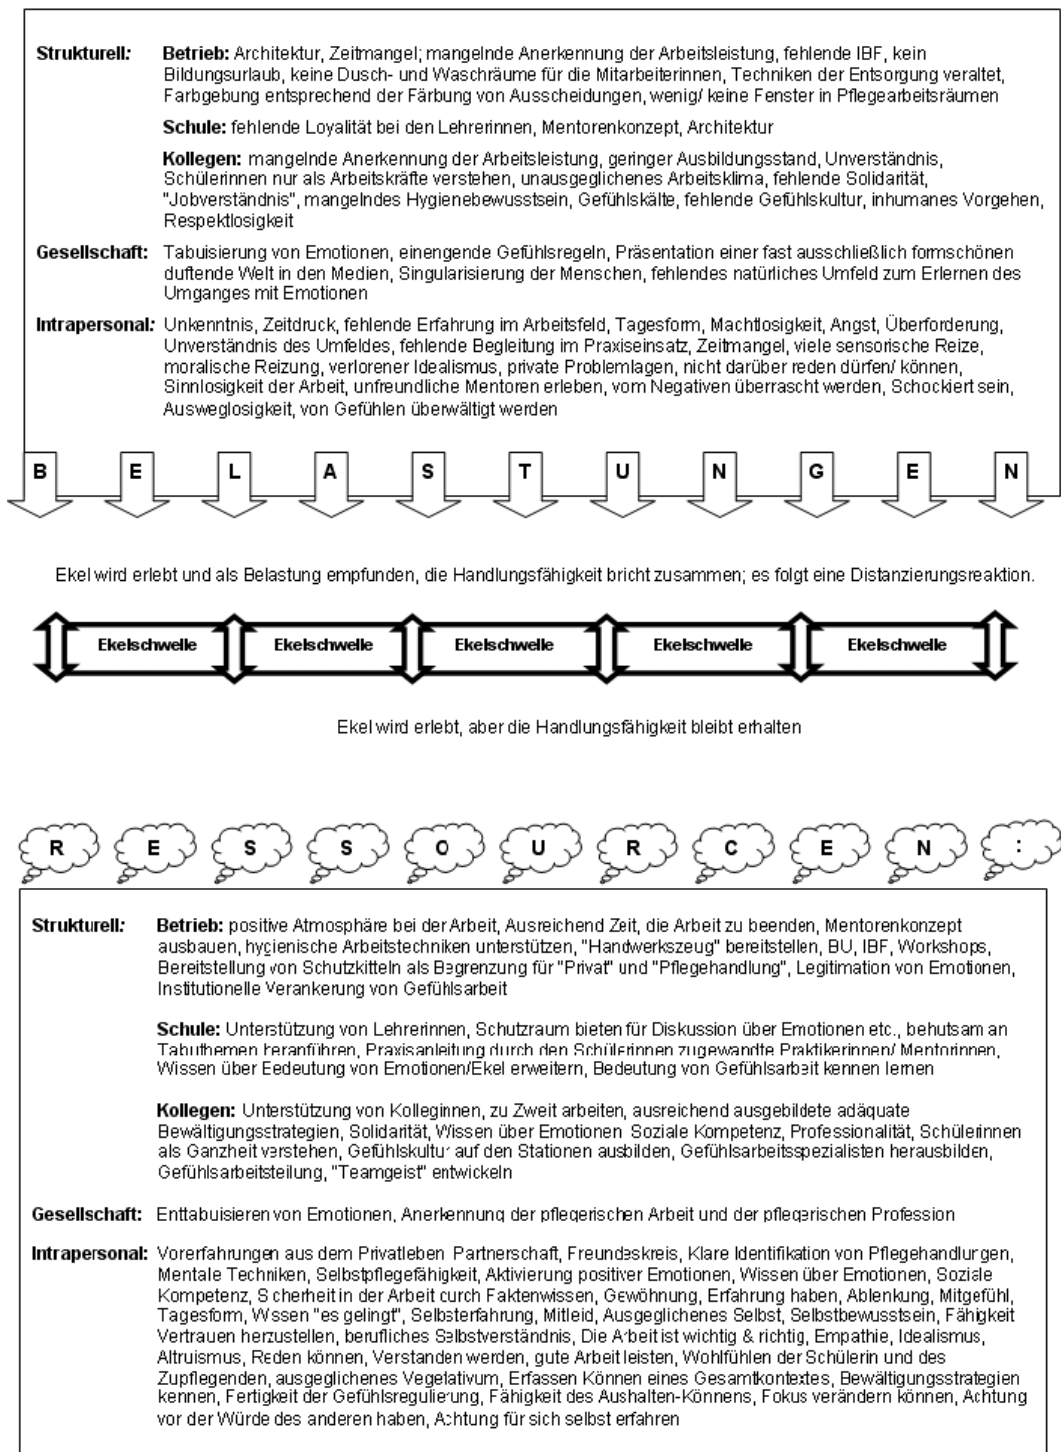 Strukturell: Betrieb: Architektur, Zeitmangel; mangelnde Anerkennung der Arbeitsleistung, fehlende IBF, kein
Bildungsurlaub, keine Dusch- und Waschräume für die Mitarbeiterinnen, Techniken der Entsorgung veraltet,
Farbgebung entsprechend der Färbung von Ausscheidungen, wenig/ keine Fenster in Pflegearbeitsräumen
Schule: fehlende Loyalität bei den Lehrerinnen, Mentorenkonzept, Architektur
Kollegen: mangelnde Anerkennung der Arbeitsleistung, geringer Ausbildungsstand, Unverständnis,
Schülerinnen nur als Arbeitskräfte verstehen, unausgeglichenes Arbeitsklima, fehlende Solidarität,
"Jobverständnis", mangelndes Hygienebewusstsein, Gefühlskälte, fehlende Gefühlskultur, inhumanes Vorgehen,
Respektlosigkeit
Gesellschaft: Tabuisierung von Emotionen, einengende Gefühlsregeln, Präsentation einer fast ausschließlich formschönen
duftende Welt in den Medien, Singularisierung der Menschen, fehlendes natürliches Umfeld zum Erlernen des
Umganges mit Emotionen
Intrapersonal: Unkenntnis, Zeitdruck, fehlende Erfahrung im Arbeitsfeld, Tagesform, Machtlosigkeit, Angst, Überforderung,
Unverständnis des Umfeldes, fehlende Begleitung im Praxiseinsatz, Zeitmangel, viele sensorische Reize,
moralische Reizung, verlorener Idealismus, private Problemlagen, nicht darüber reden dürfen/ können,
Sinnlosigkeit der Arbeit, unfreundliche Mentoren erleben, vom Negativen überrascht werden, Schockiert sein,
Ausweglosigkeit, von Gefühlen überwältigt werden
B E L A S T U N G E N
Ekel wird erlebt und als Belastung empfunden, die Handlungsfähigkeit bricht zusammen; es folgt eine Distanzierungsreaktion.
Ekelschwelle Ekelschwelle Ekelschwelle Ekelschwelle Ekelschwelle
Ekel wird erlebt, aber die Handlungsfähigkeit bleibt erhalten
R E S S O U R C E N :
Strukturell: Betrieb: positive Atmosphäre bei der Arbeit, Ausreichend Zeit, die Arbeit zu beenden, Mentorenkonzept
ausbauen, hygienische Arbeitstechniken unterstützen, "Handwerkszeug" bereitstellen, BU, IBF, Workshops,
Bereitstellung von Schutzkitteln als Begrenzung für "Privat" und "Pflegehandlung", Legitimation von Emotionen,
Institutionelle Verankerung von Gefühlsarbeit
Schule: Unterstützung von Lehrerinnen, Schutzraum bieten für Diskussion über Emotionen etc., behutsam an
Tabuthemen heranführen, Praxisanleitung durch den Schülerinnen zugewandte Praktikerinnen/ Mentorinnen,
Wissen über Bedeutung von Emotionen/Ekel erweitern, Bedeutung von Gefühlsarbeit kennen lernen
Kollegen: Unterstützung von Kolleginnen, zu Zweit arbeiten, ausreichend ausgebildete adäquate
Bewältigungsstrategien, Solidarität, Wissen über Emotionen Soziale Kompetenz, Professionalität, Schülerinnen
als Ganzheit verstehen, Gefühlskultur auf den Stationen ausbilden, Gefühlsarbeitsspezialisten herausbilden,
Gefühlsarbeitsteilung, "Teamgeist" entwickeln
Gesellschaft: Enttabuisieren von Emotionen, Anerkennung der pflegerischen Arbeit und der pflegerischen Profession
Intrapersonal: Vorerfahrungen aus dem Privatleben Partnerschaft, Freundeskreis, Klare Identifikation von Pflegehandlungen,
Mentale Techniken, Selbstpflegefähigkeit, Aktivierung positiver Emotionen, Wissen über Emotionen, Soziale
Kompetenz, Sicherheit in der Arbeit durch Faktenwissen, Gewöhnung, Erfahrung haben, Ablenkung, Mitgefühl,
Tagesform, Wissen "es gelingt", Selbsterfahrung, Mitleid, Ausgeglichenes Selbst, Selbstbewusstsein, Fähigkeit
Vertrauen herzustellen, berufliches Selbstverständnis, Die Arbeit ist wichtig & richtig, Empathie, Idealismus,
Altruismus, Reden können, Verstanden werden, gute Arbeit leisten, Wohlfühlen der Schülerin und des
Zupflegenden, ausgeglichenes Vegetativum, Erfassen Können eines Gesamtkontextes, Bewältigungsstrategien
kennen, Fertigkeit der Gefühlsregulierung, Fähigkeit des Aushalten-Könnens, Fokus verändern können, Achtung
vor der Würde des anderen haben, Achtung für sich selbst erfahren